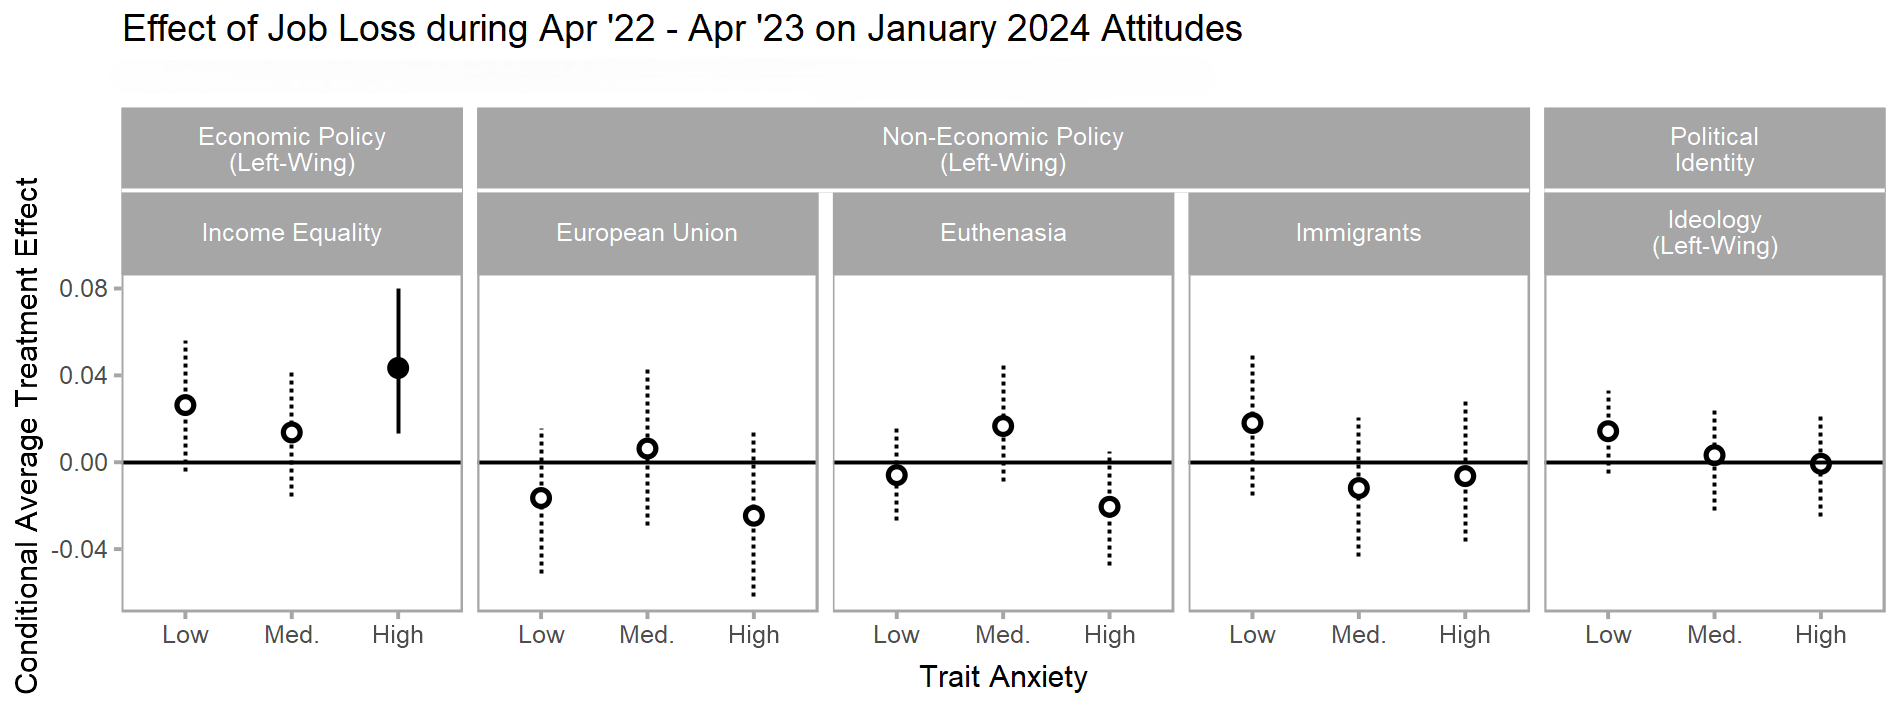 Effect of Job Loss during Apr '22 - Apr '23 on January 2024 Attitudes
Economic Policy
(Left-Wing)
Non-Economic Policy
(Left-Wing)
Political
Identity
Income Equality
European Union
Euthenasia
Immigrants
Ideology
(Left-Wing)
Conditional Average Treatment Effect
0.08
0.04
0.00
-0.04
Low Med. High
Low Med. High
Low Med. High
Low Med. High
Low Med. High
Trait Anxiety